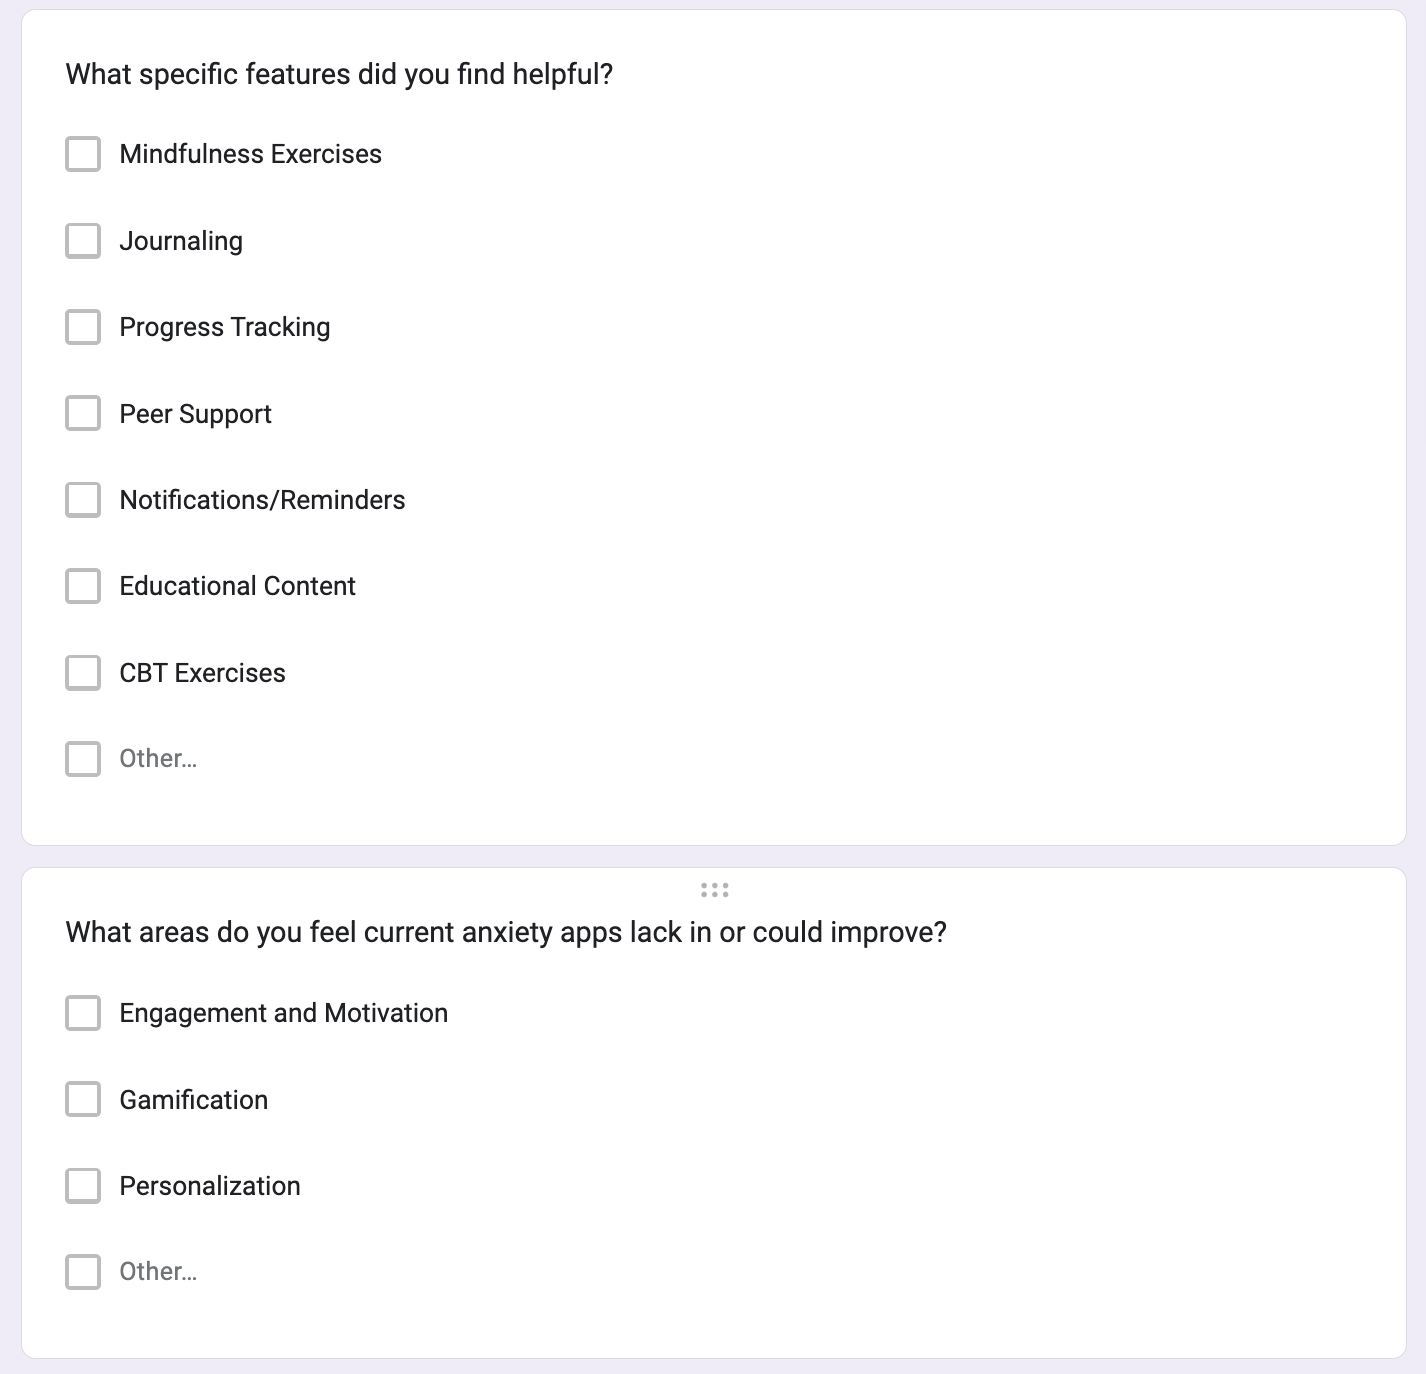 What specific features did you find helpful?
Mindfulness Exercises
Journaling
Progress Tracking
Peer Support
Notifications/Reminders
Educational Content
CBT Exercises
Other...
What areas do you feel current anxiety apps lack in or could improve?
Engagement and Motivation
Gamification
Personalization
Other...